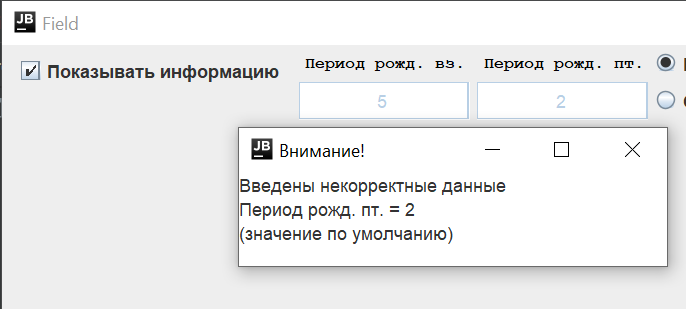 JB Field
Показывать информацию
Период рожд. вз.
Период рожд. пт.
5
2
JB Внимание!
Введены некорректные данные
Период рожд. пт. = 2
(значение по умолчанию)